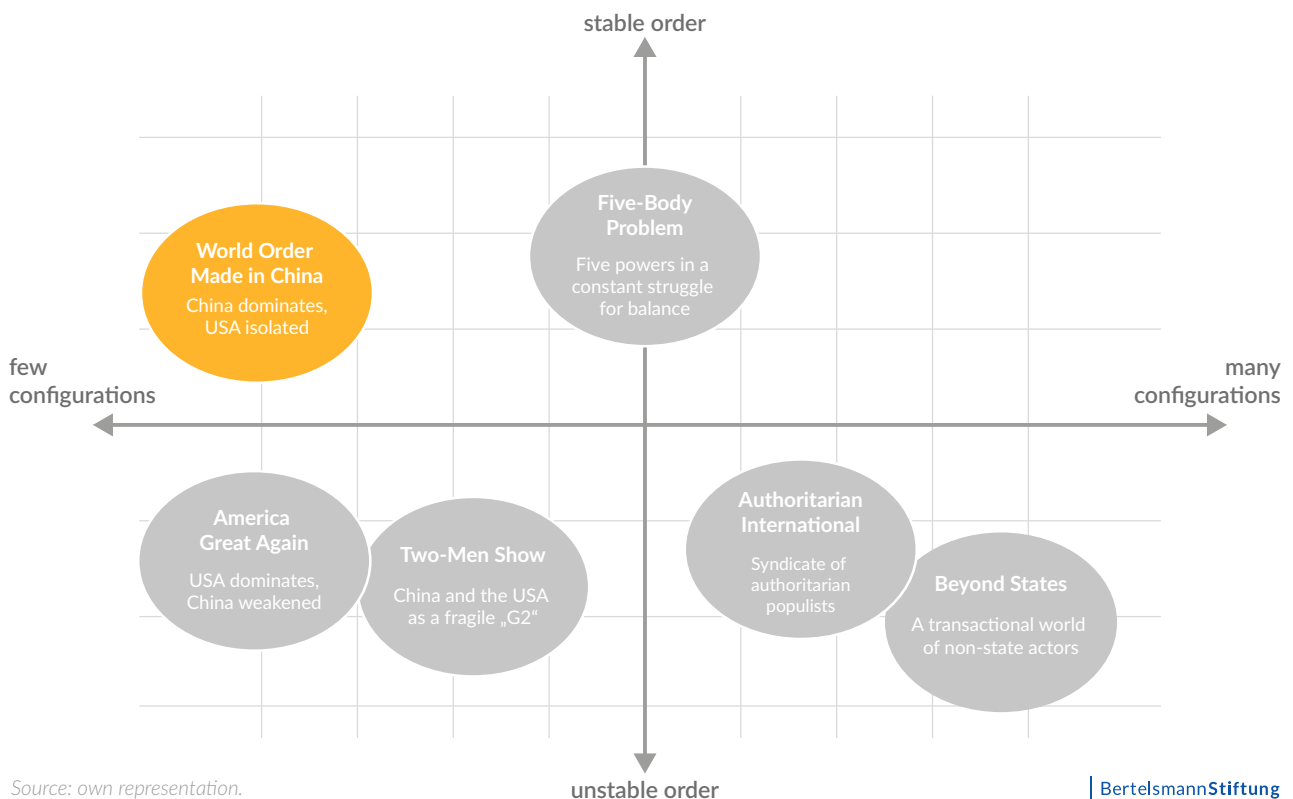 stable order
Five-Body
Problem
Five powers in a
constant struggle
for balance
World Order
Made in China
China dominates,
USA isolated
few
configurations
many
configurations
America
Great Again
USA dominates,
China weakened
Two-Men Show
China and the USA
as a fragile „G2“
Authoritarian
International
Syndicate of
authoritarian
populists
Beyond States
A transactional world
of non-state actors
unstable order
Source: own representation.
BertelsmannStiftung